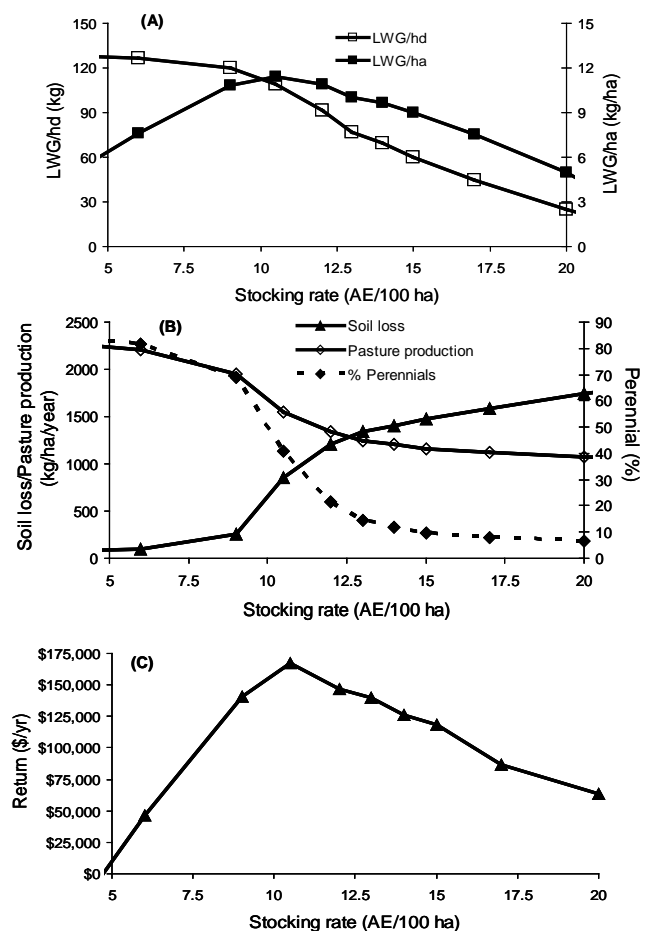 (A)
LWG/hd
LWG/ha
150
120
90
60
30
0
15
12
9
6
3
0
LWG/hd (kg)
LWG/ha (kg/ha)
5 7.5 10 12.5 15 17.5 20
Stocking rate (AE/100 ha)
(B)
Soil loss
Pasture production
% Perennials
2500
2000
1500
1000
500
0
90
80
70
60
50
40
30
20
10
0
Soil loss/Pasture production
(kg/ha/year)
Perennial (%)
5 7.5 10 12.5 15 17.5 20
Stocking rate (AE/100 ha)
(C)
$175,000
$150,000
$125,000
$100,000
$75,000
$50,000
$25,000
$0
Return ($/yr)
5 7.5 10 12.5 15 17.5 20
Stocking rate (AE/100 ha)